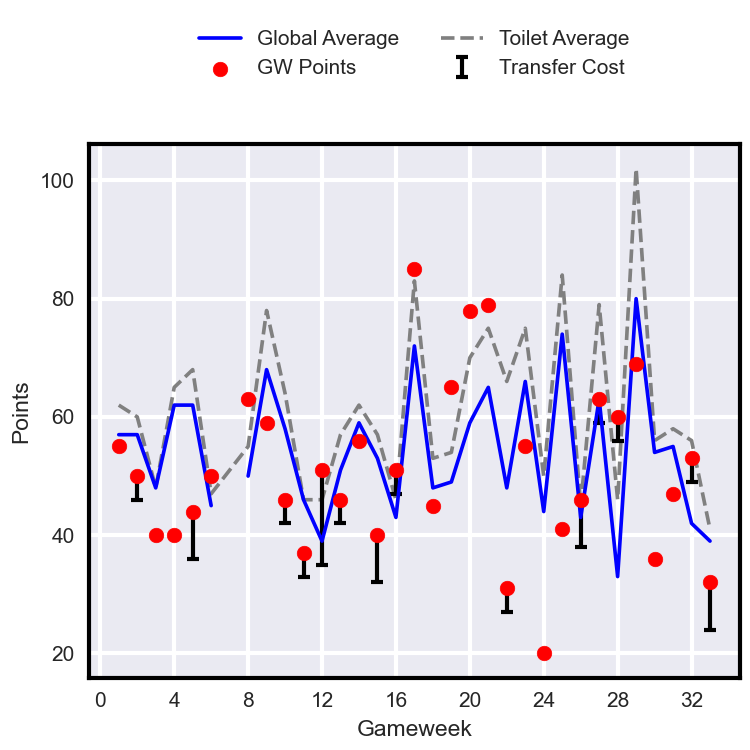 Global Average
Toilet Average
GW Points
Transfer Cost
100
80
60
40
20
Points
0 4 8 12 16 20 24 28 32
Gameweek